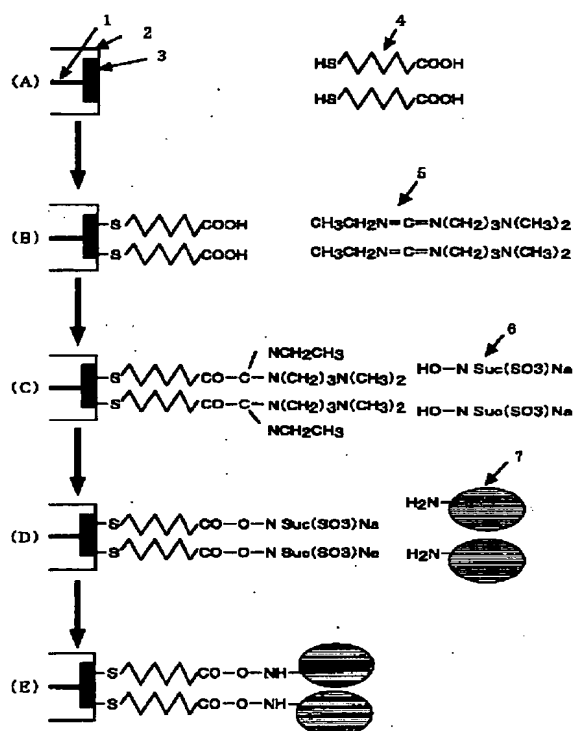 1 2 3 4
(A) HS COOH
HS COOH
5
(B) S COOH CH3CH2N=C=N(CH2)3N(CH3)2
S COOH CH3CH2N=C=N(CH2)3N(CH3)2
6
NCH2CH3
(C) S CO-C-N(CH2)3N(CH3)2 HO-N Suc(SO3)Na
S CO-C-N(CH2)3N(CH3)2 HO-N Suc(SO3)Na
NCH2CH3
7
(D) S CO-O-N Suc(SO3)Na H2N
S CO-O-N Suc(SO3)Na H2N
(E) S CO-O-NH
S CO-O-NH